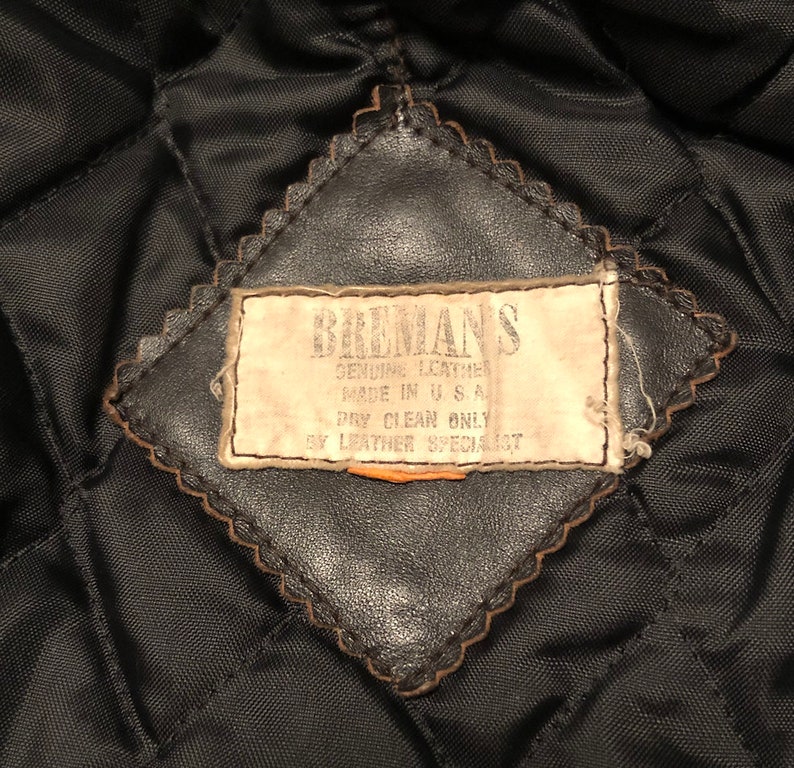 BREMAN'S
GENUINE LEATHER
MADE IN U.S.A.
DRY CLEAN ONLY
BY LEATHER SPECIALIST